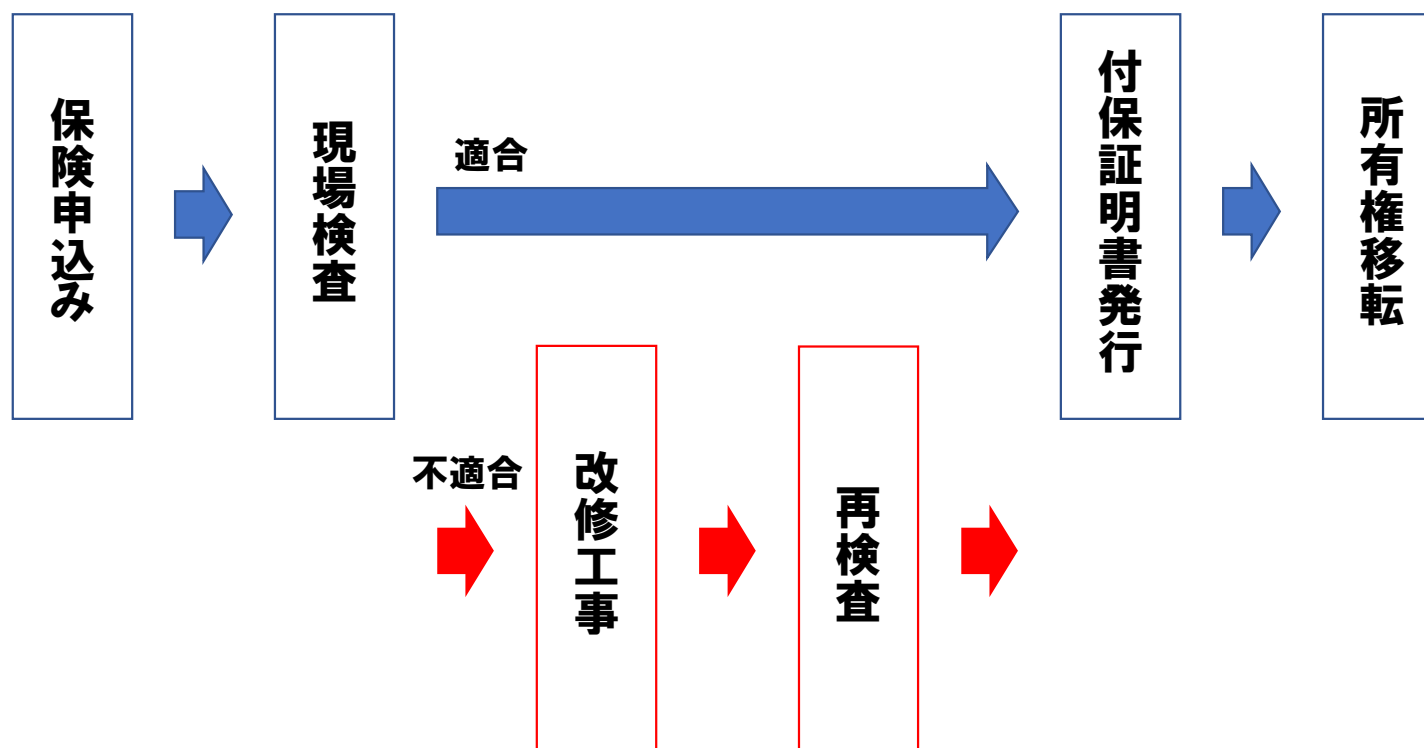 保険申込み
現場検査
適合
付保証明書発行
所有権移転
不適合
改修工事
再検査